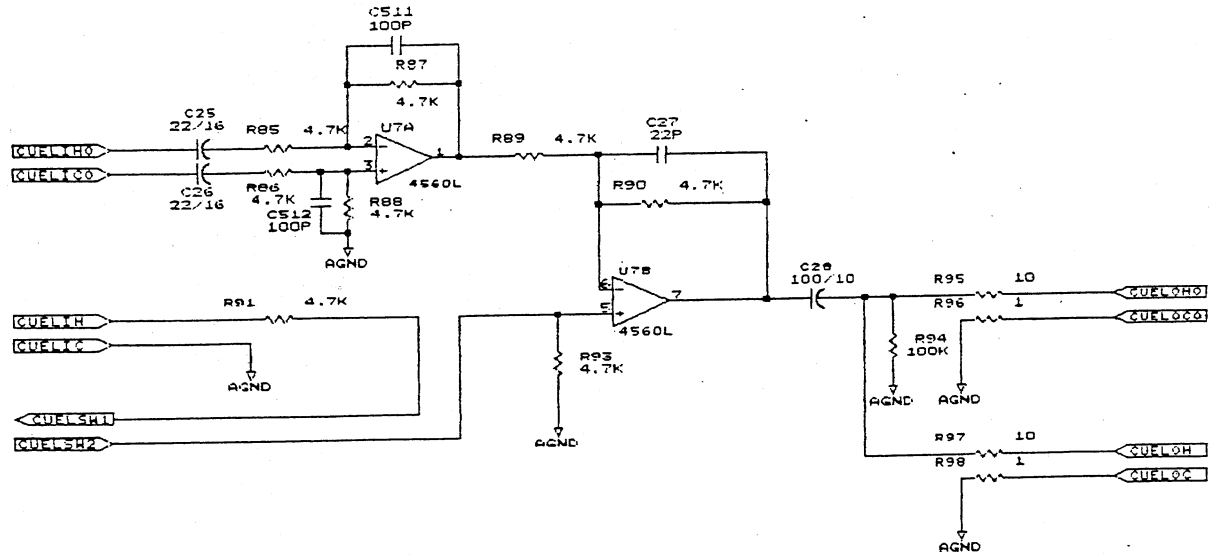 C511
100P
R87
4.7K
C25
22/16
R85
4.7K
U7A
CUELIHO
2
1
R89
4.7K
C27
22P
CUELICO
3
4560L
C26
22/16
R86
4.7K
C512
100P
R88
4.7K
AGND
R90
4.7K
U7B
C28
100/10
6
7
5
4560L
R95
10
CUELOHO
R96
1
CUELOCO
R91
4.7K
CUELIH
CUELIC
AGND
R93
4.7K
AGND
R94
100K
AGND
AGND
CUELSW1
CUELSW2
R97
10
CUELOH
R98
1
CUELOC
AGND